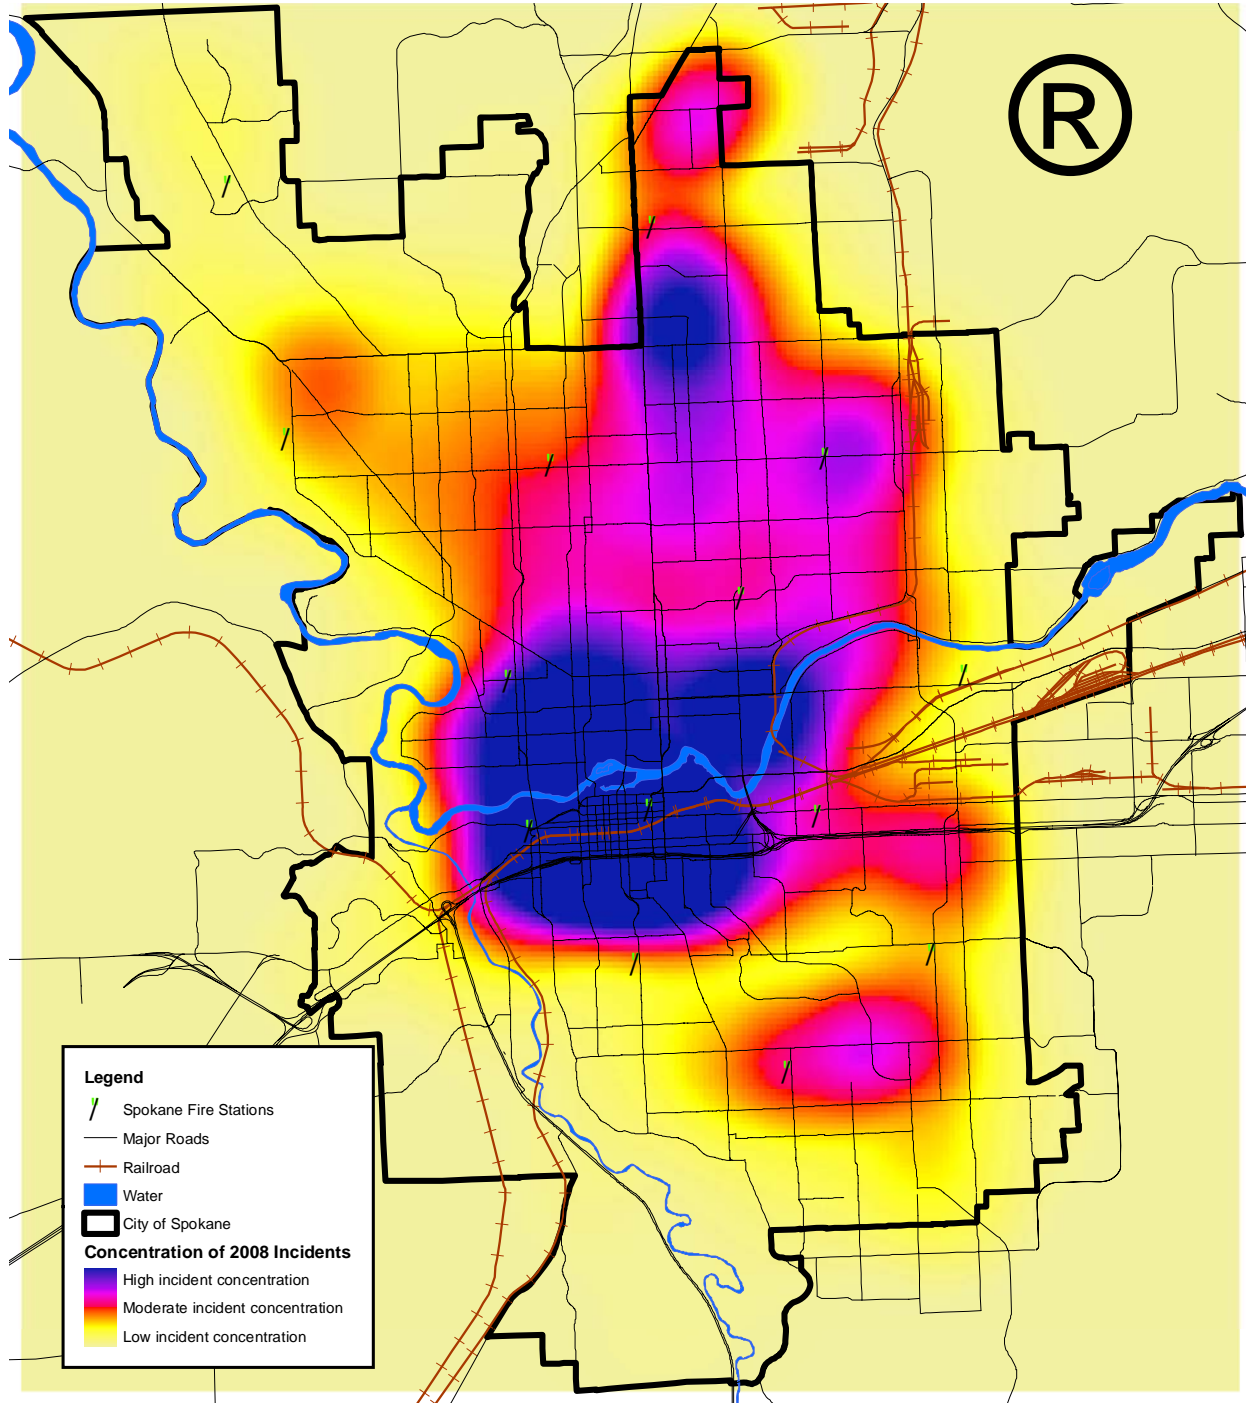 R
Legend
Spokane Fire Stations
Major Roads
Railroad
Water
City of Spokane
Concentration of 2008 Incidents
High incident concentration
Moderate incident concentration
Low incident concentration